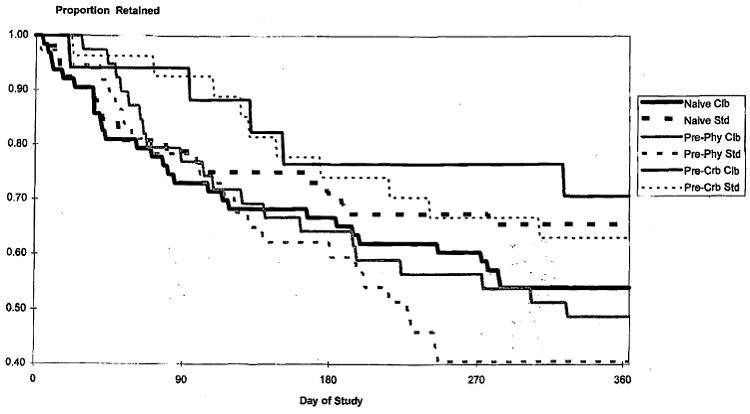 Proportion Retained
1.00
0.90
0.80
0.70
0.60
0.50
0.40
0
90
180
270
360
Day of Study
Naive Clb
Naive Std
Pre-Phy Clb
Pre-Phy Std
Pre-Crb Clb
Pre-Crb Std